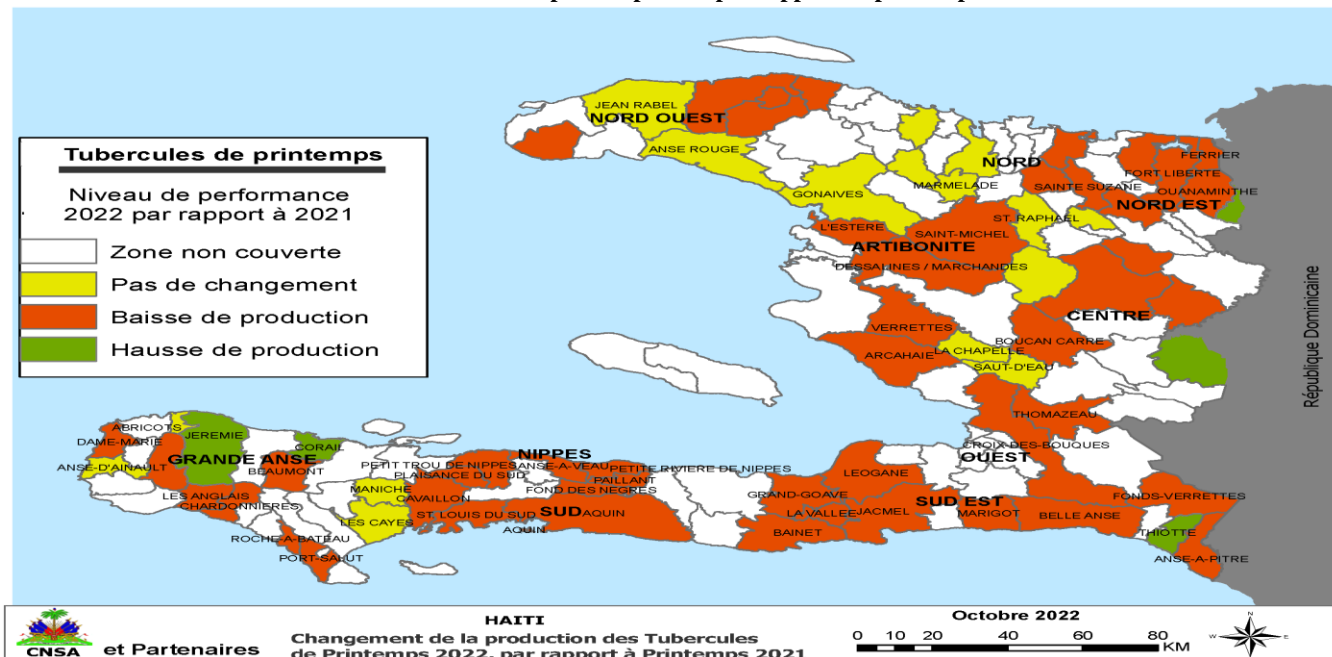 Tubercules de printemps
Niveau de performance
2022 par rapport à 2021
Zone non couverte
Pas de changement
Baisse de production
Hausse de production
JEAN RABEL
NORD OUEST
ANSE ROUGE
GONAIVES
MARMELADE
NORD
SAINTE SUZANE
FERRIER
FORT LIBERTE
OUANAMINTHE
NORD EST
ST. RAPHAEL
L'ESTERE
SAINT-MICHEL
ARTIBONITE
DESSALINES / MARCHANDES
CENTRE
VERRETTES
BOUCAN CARRE
LA CHAPELLE
ARCAHAIE
SAUT-D'EAU
THOMAZEAU
CROIX-DES-BOUQUES
OUEST
République Dominicaine
ABRICOTS
JEREMIE
DAME-MARIE
CORAIL
GRANDE ANSE
ANSE-D'AINAULT
BEAUMONT
NIPPES
PETIT TROU DE NIPPES
ANSE-A-VEAU
PETITE RIVIERE DE NIPPES
PLAISANCE DU SUD
PAILLANT
LEOGANE
MANICHE
FOND DES NEGRES
LES ANGLAIS
CAVAILLON
GRAND-GOAVE
SUD EST
FONDS-VERRETTES
CHARDONNIERES
ST. LOUIS DU SUD
SUD
AQUIN
LA VALLEE
JACMEL
MARIGOT
BELLE ANSE
LES CAYES
AQUIN
BAINET
THIOTTE
ROCHE-A-BATEAU
PORT-SALUT
ANSE-A-PITRE
CNSA
et Partenaires
HAITI
Changement de la production des Tubercules
de Printemps 2022, par rapport à Printemps 2021
Octobre 2022
0 10 20 40 60 80
KM
W
E